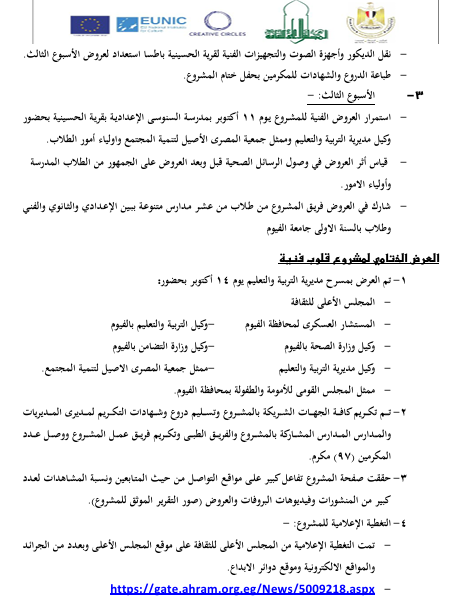 EUNIC
CREATIVE CIRCLES
– نقل الديكور وأجهزة الصوت والتجهيزات الفنية لقرية الحسينية باطسا استعداد لعروض الأسبوع الثالث.
– طباعة الدروع والشهادات للمكرمين بحفل ختام المشروع.
٣- الأسبوع الثالث: –
– استمرار العروض الفنية للمشروع يوم ١١ أكتوبر بمدرسة السنوسى الإعدادية بقرية الحسينية بحضور
وكيل مديرية التربية والتعليم وممثل جمعية المصرى الأصيل لتنمية المجتمع واولياء أمور الطلاب.
– قياس أثر العروض في وصول الرسائل الصحية قبل وبعد العروض على الجمهور من الطلاب المدرسة
وأولياء الامور.
– شارك في العروض فريق المشروع من طلاب من عشر مدارس متنوعة ببين الإعدادي والثانوي والفني
وطلاب بالسنة الاولى جامعة الفيوم
العرض الختامي لمشروع قلوب فنية
١- تم العرض بمسرح مديرية التربية والتعليم يوم ١٤ أكتوبر بحضور:
– المجلس الأعلى للثقافة
– المستشار العسكرى لمحافظة الفيوم –وكيل التربية والتعليم بالفيوم
– وكيل وزارة الصحة بالفيوم –وكيل وزارة التضامن بالفيوم
– وكيل مديرية التربية والتعليم –ممثل جمعية المصرى الاصيل لتنمية المجتمع.
– ممثل المجلس القومى للأمومة والطفولة بمحافظة الفيوم.
٢- تم تكريم كافة الجهات الشريكة بالمشروع وتسليم دروع وشهادات التكريم لمديرى المديريات
والمدارس المدارس المشاركة بالمشروع والفريق الطبى وتكريم فريق عمل المشروع ووصل عدد
المكرمين (٩٧) مكرم.
٣- حققت صفحة المشروع تفاعل كبير على مواقع التواصل من حيث المتابعين ونسبة المشاهدات لعدد
كبير من المنشورات وفيديوهات البروفات والعروض (صور التقرير الموثق للمشروع).
٤- التغطية الإعلامية للمشروع: –
– تمت التغطية الإعلامية من المجلس الأعلى للثقافة على موقع المجلس الأعلى وبعدد من الجرائد
والمواقع الالكترونية وموقع دوائر الابداع.
– https://gate.ahram.org.eg/News/5009218.aspx